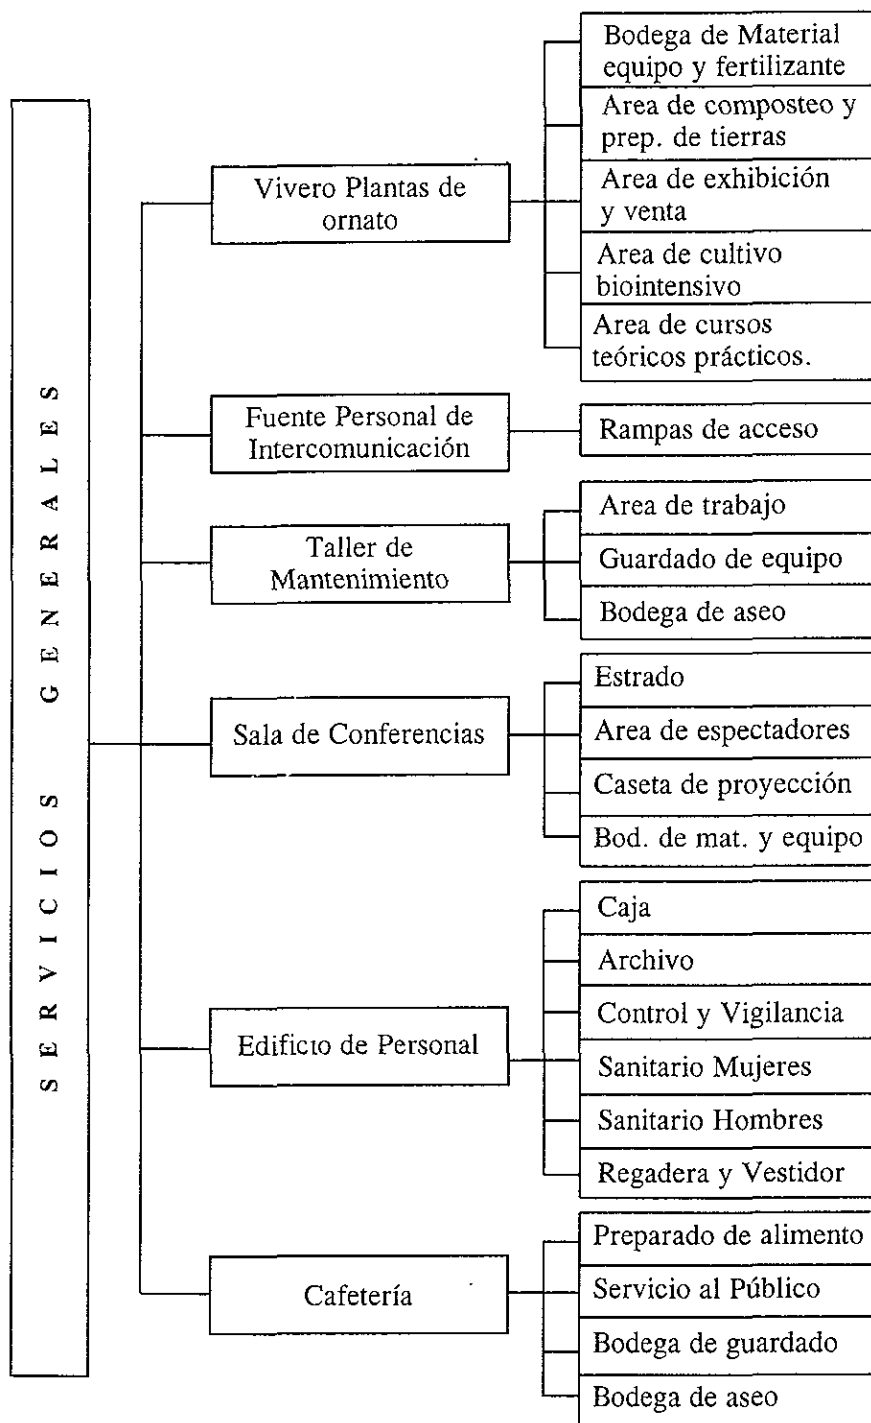 SERVICIOS GENERALES
Vivero Plantas de
ornato
Bodega de Material
equipo y fertilizante
Area de composteo y
prep. de tierras
Area de exhibición
y venta
Area de cultivo
biointensivo
Area de cursos
teóricos prácticos.
Fuente Personal de
Intercomunicación
Rampas de acceso
Taller de
Mantenimiento
Area de trabajo
Guardado de equipo
Bodega de aseo
Sala de Conferencias
Estrado
Area de espectadores
Caseta de proyección
Bod. de mat. y equipo
Edificio de Personal
Caja
Archivo
Control y Vigilancia
Sanitario Mujeres
Sanitario Hombres
Regadera y Vestidor
Cafetería
Preparado de alimento
Servicio al Público
Bodega de guardado
Bodega de aseo